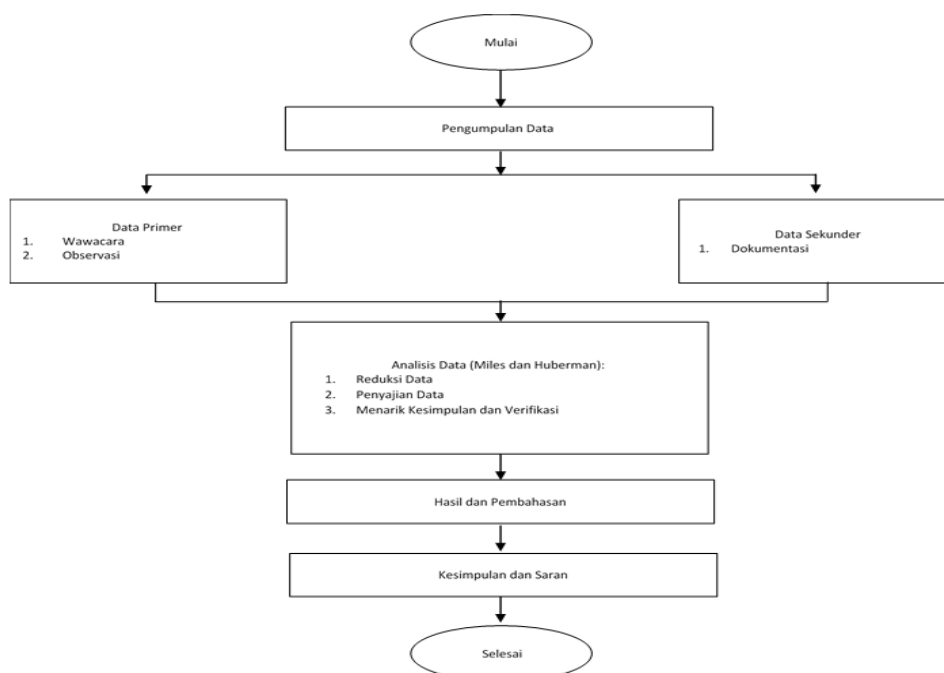 Mulai
Pengumpulan Data
Data Primer
1. Wawacara
2. Observasi
Data Sekunder
1. Dokumentasi
Analisis Data (Miles dan Huberman):
1. Reduksi Data
2. Penyajian Data
3. Menarik Kesimpulan dan Verifikasi
Hasil dan Pembahasan
Kesimpulan dan Saran
Selesai